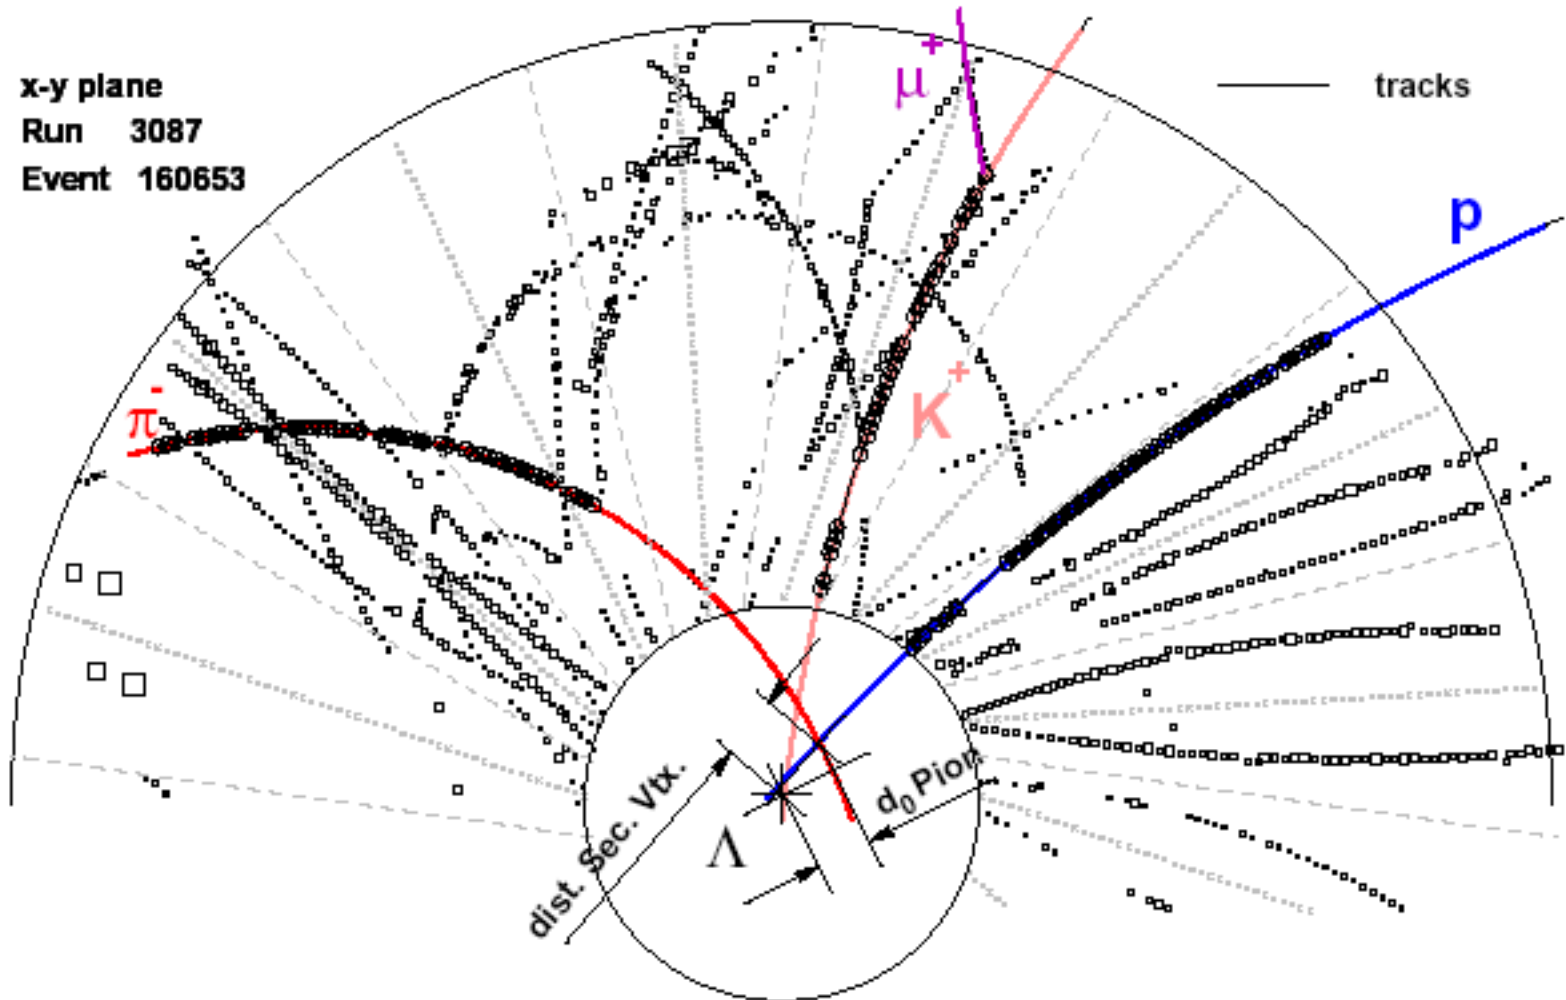 x-y plane
Run 3087
Event 160653
μ+
tracks
p
π-
K+
dist. Sec. Vtx.
Λ
d0 Pion